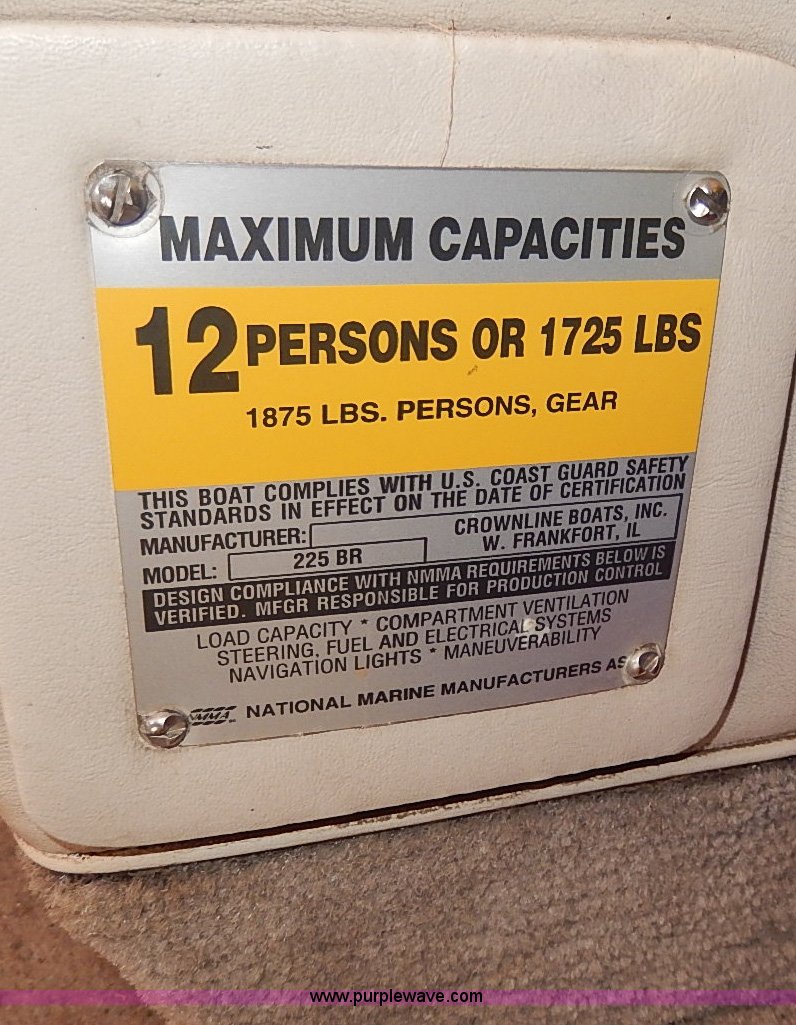 MAXIMUM CAPACITIES
12 PERSONS OR 1725 LBS
1875 LBS. PERSONS, GEAR
THIS BOAT COMPLIES WITH U.S. COAST GUARD SAFETY
STANDARDS IN EFFECT ON THE DATE OF CERTIFICATION
MANUFACTURER: CROWNLINE BOATS, INC.
W. FRANKFORT, IL
MODEL: 225 BR
DESIGN COMPLIANCE WITH NMMA REQUIREMENTS BELOW IS
VERIFIED. MFGR RESPONSIBLE FOR PRODUCTION CONTROL
LOAD CAPACITY * COMPARTMENT VENTILATION
STEERING, FUEL AND ELECTRICAL SYSTEMS
NAVIGATION LIGHTS * MANEUVERABILITY
NMMA NATIONAL MARINE MANUFACTURERS AS
www.purplewave.com